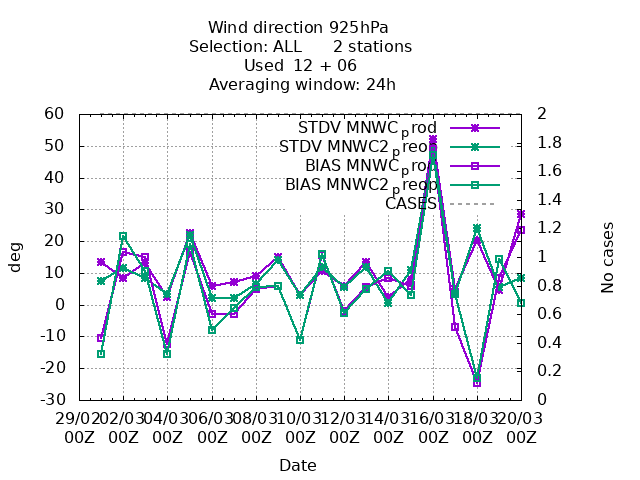 Wind direction 925hPa
Selection: ALL 2 stations
Used 12 + 06
Averaging window: 24h
60
50
40
30
20
10
0
-10
-20
-30
deg
2
1.8
1.6
1.4
1.2
1
0.8
0.6
0.4
0.2
0
No cases
STDV MNWCprod
STDV MNWC2preop
BIAS MNWCprod
BIAS MNWC2preop
CASES
29/02 02/03 04/03 06/03 08/03 10/03 12/03 14/03 16/03 18/03 20/03
00Z 00Z 00Z 00Z 00Z 00Z 00Z 00Z 00Z 00Z 00Z
Date